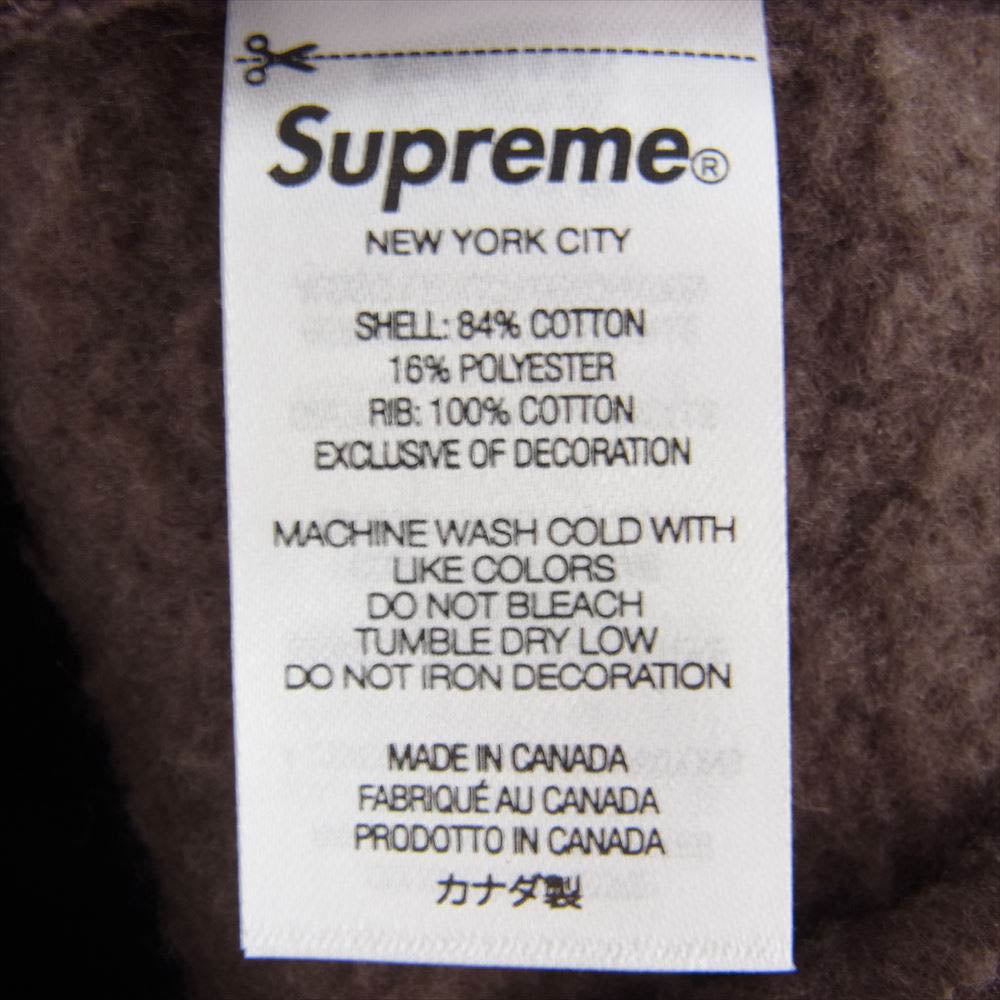 Supreme®
NEW YORK CITY
SHELL: 84% COTTON
16% POLYESTER
RIB: 100% COTTON
EXCLUSIVE OF DECORATION
MACHINE WASH COLD WITH
LIKE COLORS
DO NOT BLEACH
TUMBLE DRY LOW
DO NOT IRON DECORATION
MADE IN CANADA
FABRIQUÉ AU CANADA
PRODOTTO IN CANADA
カナダ製